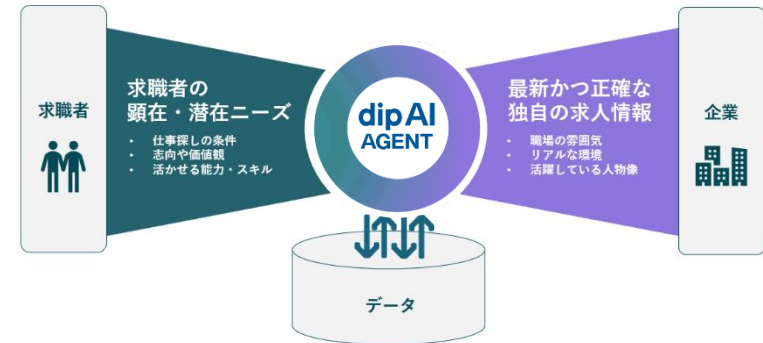 求職者
求職者の
顕在・潜在ニーズ
・ 仕事探しの条件
・ 志向や価値観
・ 活かせる能力・スキル
dip AI
AGENT
最新かつ正確な
独自の求人情報
・ 職場の雰囲気
・ リアルな環境
・ 活躍している人物像
企業
データ